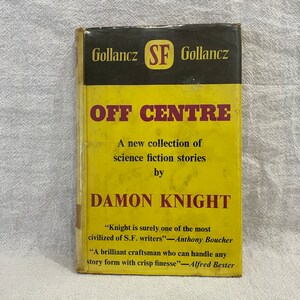 Gollancz SF Gollancz
OFF CENTRE
A new collection of
science fiction stories
by
DAMON KNIGHT
“Knight is surely one of the most
civilized of S.F. writers”—Anthony Boucher
“A brilliant craftsman who can handle any
story form with crisp finesse”—Alfred Bester